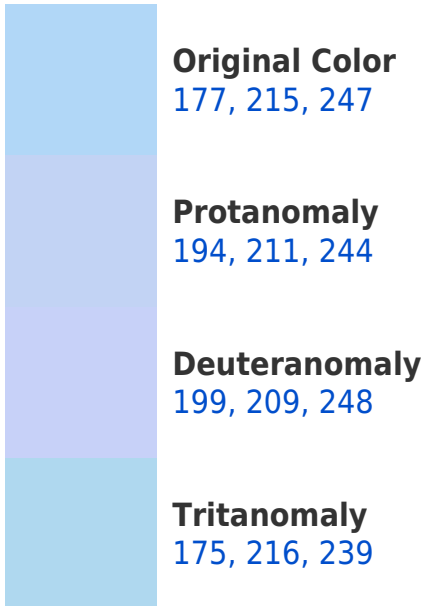 Original Color
177, 215, 247
Protanomaly
194, 211, 244
Deuteranomaly
199, 209, 248
Tritanomaly
175, 216, 239